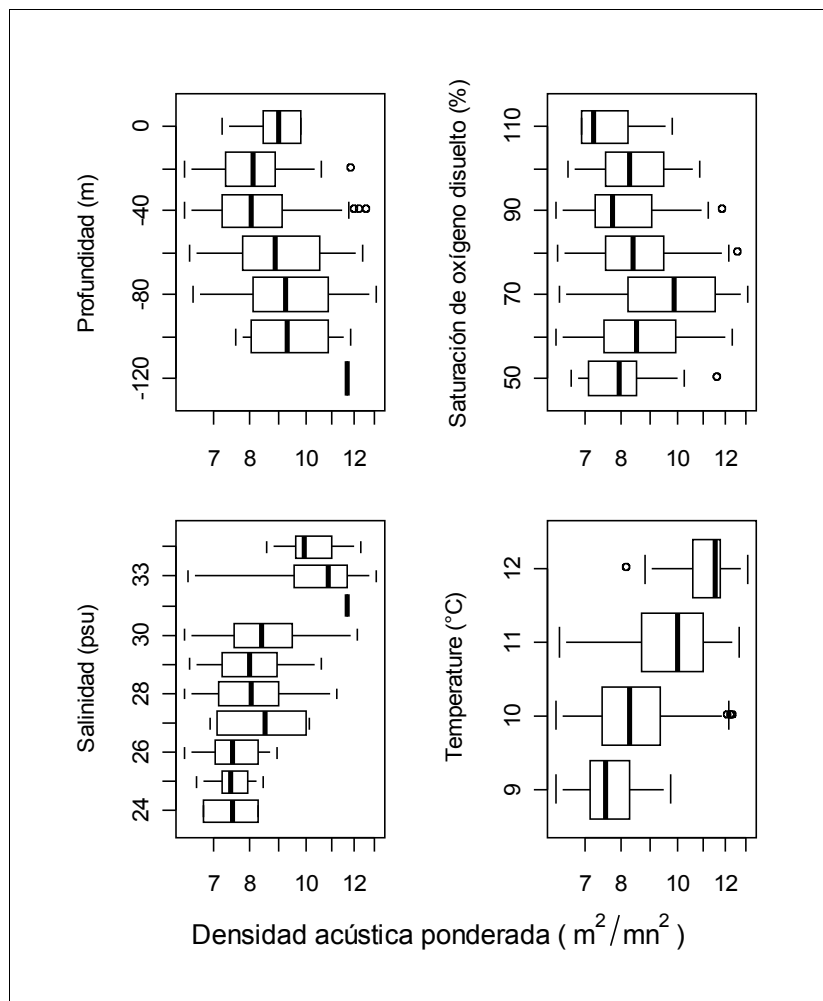 Profundidad (m)
0
-40
-80
-120
7 8 10 12
Saturación de oxígeno disuelto (%)
110
90
70
50
7 8 10 12
Salinidad (psu)
33
30
28
26
24
7 8 10 12
Temperature (°C)
12
11
10
9
7 8 10 12
Densidad acústica ponderada ( m²/mn² )